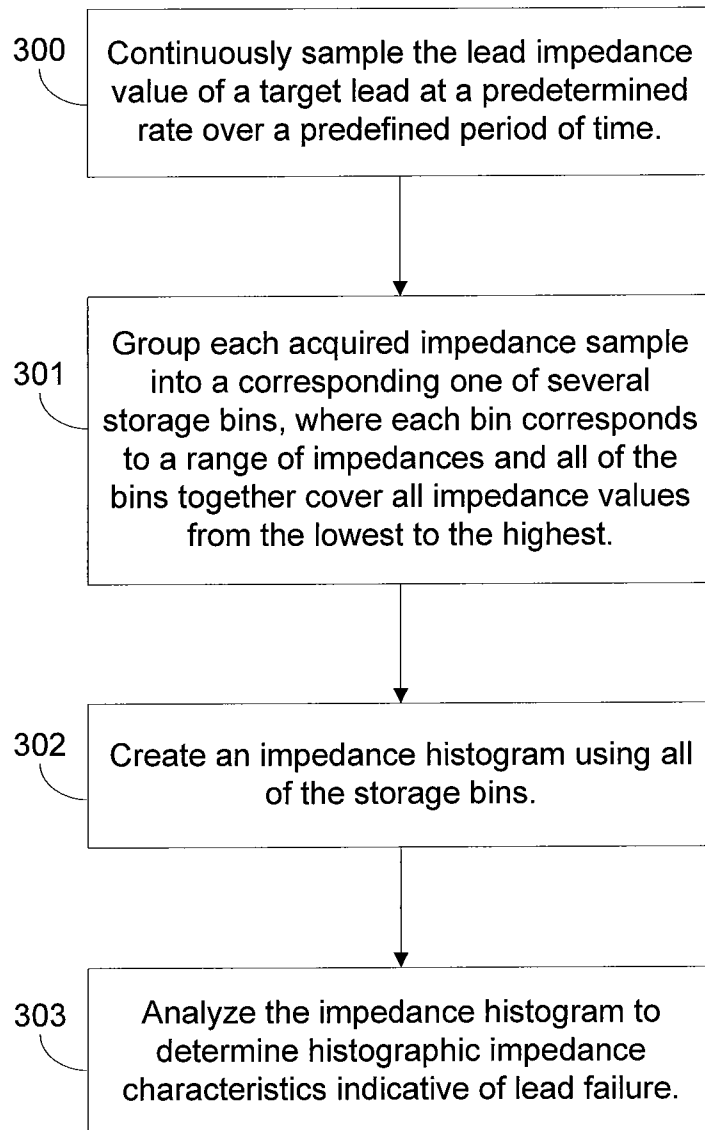 300
Continuously sample the lead impedance
value of a target lead at a predetermined
rate over a predefined period of time.
301
Group each acquired impedance sample
into a corresponding one of several
storage bins, where each bin corresponds
to a range of impedances and all of the
bins together cover all impedance values
from the lowest to the highest.
302
Create an impedance histogram using all
of the storage bins.
303
Analyze the impedance histogram to
determine histographic impedance
characteristics indicative of lead failure.